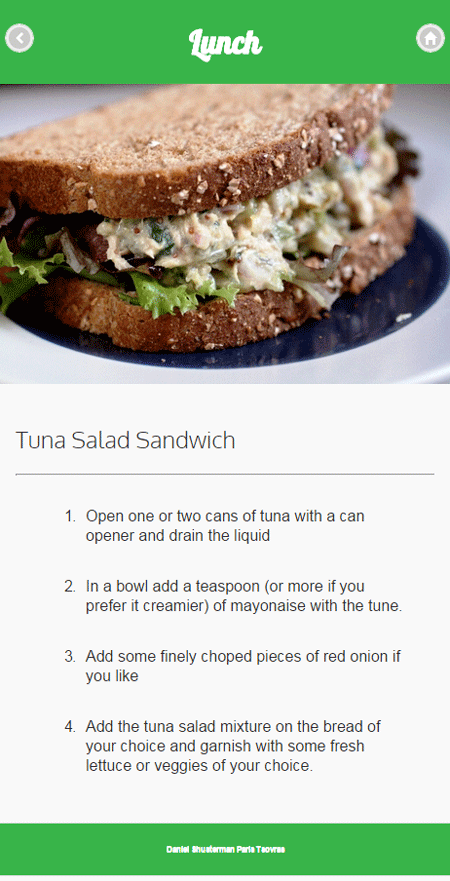 Lunch
Tuna Salad Sandwich
1. Open one or two cans of tuna with a can
opener and drain the liquid
2. In a bowl add a teaspoon (or more if you
prefer it creamier) of mayonaise with the tune.
3. Add some finely choped pieces of red onion if
you like
4. Add the tuna salad mixture on the bread of
your choice and garnish with some fresh
lettuce or veggies of your choice.
Daniel Shusterman Paris Tsovras